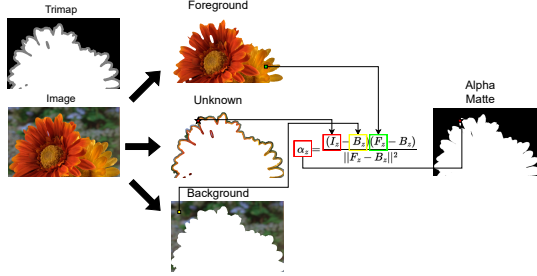 Trimap
Foreground
Image
Unknown
Alpha
Matte
α_z = (I_z − B_z)(F_z − B_z) / ||F_z − B_z||²
Background